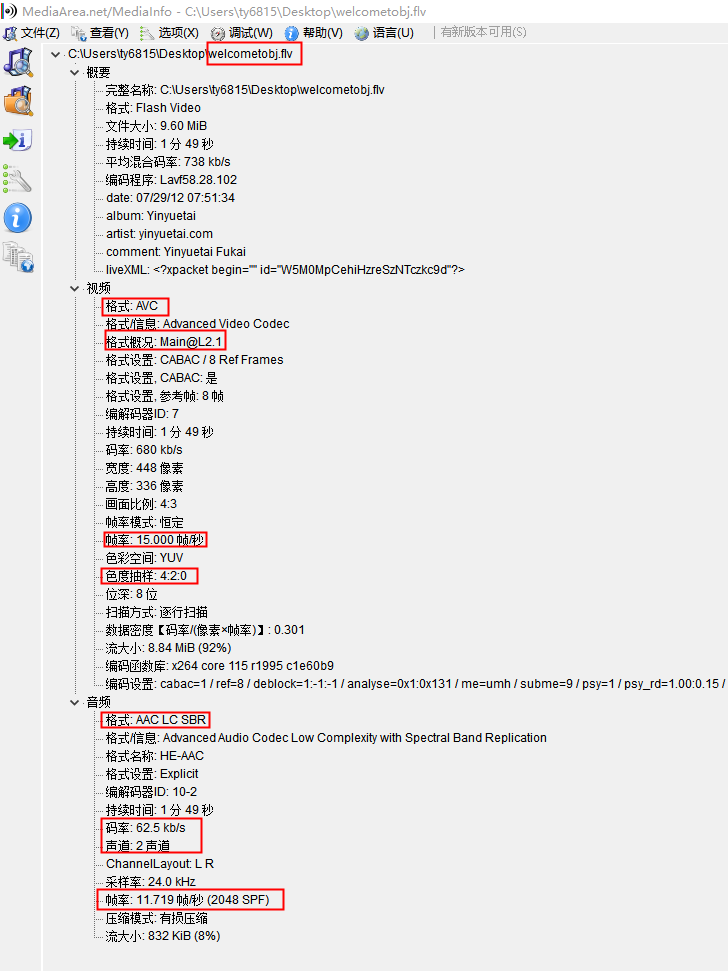 MediaArea.net/MediaInfo - C:\Users\ty6815\Desktop\welcometobj.flv
文件(Z) 查看(Y) 选项(X) 调试(W) 帮助(V) 语言(U) 有新版本可用(S)
C:\Users\ty6815\Desktop\welcometobj.flv
概要
完整名称: C:\Users\ty6815\Desktop\welcometobj.flv
格式: Flash Video
文件大小: 9.60 MiB
持续时间: 1 分 49 秒
平均混合码率: 738 kb/s
编码程序: Lavf58.28.102
date: 07/29/12 07:51:34
album: Yinyuetai
artist: yinyuetai.com
comment: Yinyuetai Fukai
liveXML: <?xpacket begin="" id="W5M0MpCehiHzreSzNTczkc9d"?>
视频
格式: AVC
格式/信息: Advanced Video Codec
格式概况: Main@L2.1
格式设置: CABAC / 8 Ref Frames
格式设置, CABAC: 是
格式设置, 参考帧: 8 帧
编解码器ID: 7
持续时间: 1 分 49 秒
码率: 680 kb/s
宽度: 448 像素
高度: 336 像素
画面比例: 4:3
帧率模式: 恒定
帧率: 15.000 帧/秒
色彩空间: YUV
色度抽样: 4:2:0
位深: 8 位
扫描方式: 逐行扫描
数据密度【码率/(像素×帧率)】: 0.301
流大小: 8.84 MiB (92%)
编码函数库: x264 core 115 r1995 c1e60b9
编码设置: cabac=1 / ref=8 / deblock=1:-1:-1 / analyse=0x1:0x131 / me=umh / subme=9 / psy=1 / psy_rd=1.00:0.15 /
音频
格式: AAC LC SBR
格式/信息: Advanced Audio Codec Low Complexity with Spectral Band Replication
格式名称: HE-AAC
格式设置: Explicit
编解码器ID: 10-2
持续时间: 1 分 49 秒
码率: 62.5 kb/s
声道: 2 声道
ChannelLayout: L R
采样率: 24.0 kHz
帧率: 11.719 帧/秒 (2048 SPF)
压缩模式: 有损压缩
流大小: 832 KiB (8%)